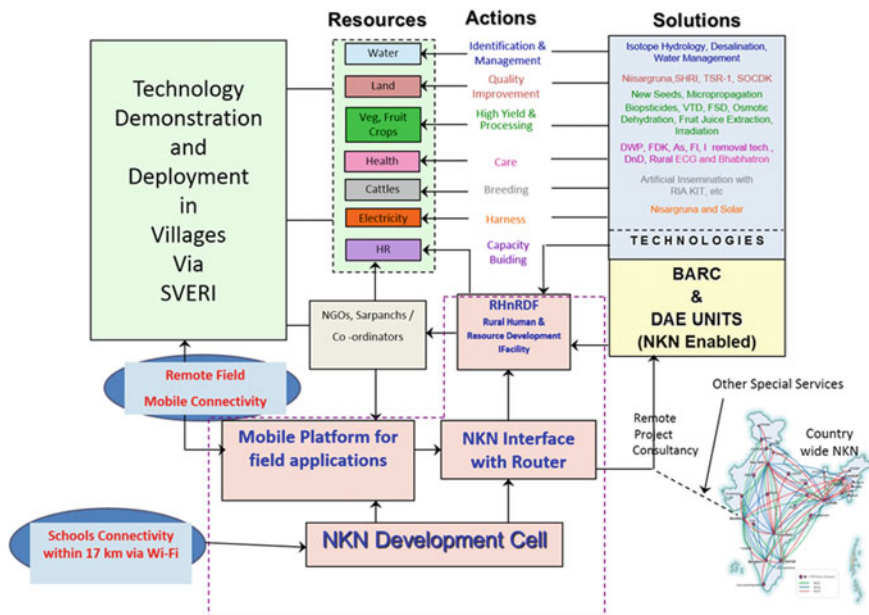 Resources
Actions
Solutions
Technology
Demonstration
and
Deployment
in
Villages
Via
SVERI
Water
Land
Veg, Fruit
Crops
Health
Cattles
Electricity
HR
Identification &
Management
Quality
Improvement
High Yield &
Processing
Care
Breeding
Harness
Capacity
Buiding
Isotope Hydrology, Desalination,
Water Management
Niisargruna,SHRI, TSR-1, SOCDK
New Seeds, Micropropagation
Biopsticides, VTD, FSD, Osmotic
Dehydration, Fruit Juice Extraction,
Irradiation
DWP, FDK, As, FI, I removal tech.,
DnD, Rural ECG and Bhabhatron
Artificial Insemination with
RIA KIT, etc
Nisargruna and Solar
TECHNOLOGIES
BARC
&
DAE UNITS
(NKN Enabled)
NGOs, Sarpanchs /
Co -ordinators
RHnRDF
Rural Human &
Resource Development
IFacility
Remote Field
Mobile Connectivity
Mobile Platform for
field applications
NKN Interface
with Router
Remote
Project
Consultancy
Other Special Services
Country
wide NKN
Schools Connectivity
within 17 km via Wi-Fi
NKN Development Cell